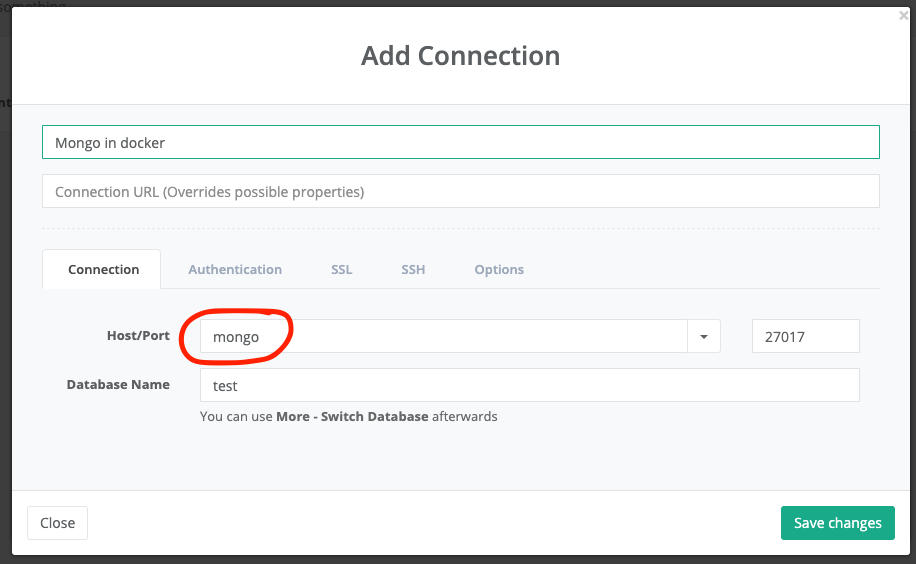 something
×
Add Connection
Mongo in docker
Connection URL (Overrides possible properties)
Connection Authentication SSL SSH Options
Host/Port mongo 27017
Database Name test
You can use More - Switch Database afterwards
Close Save changes